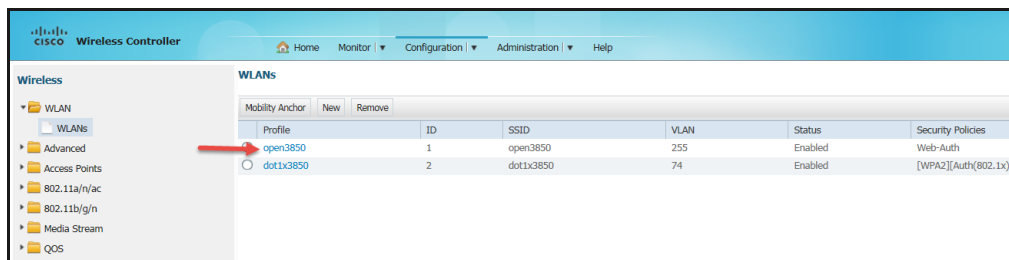 CISCO Wireless Controller
Home Monitor Configuration Administration Help
Wireless
WLAN
WLANs
Advanced
Access Points
802.11a/n/ac
802.11b/g/n
Media Stream
QOS
WLANs
Mobility Anchor New Remove
Profile ID SSID VLAN Status Security Policies
open3850 1 open3850 255 Enabled Web-Auth
dot1x3850 2 dot1x3850 74 Enabled [WPA2][Auth(802.1x)